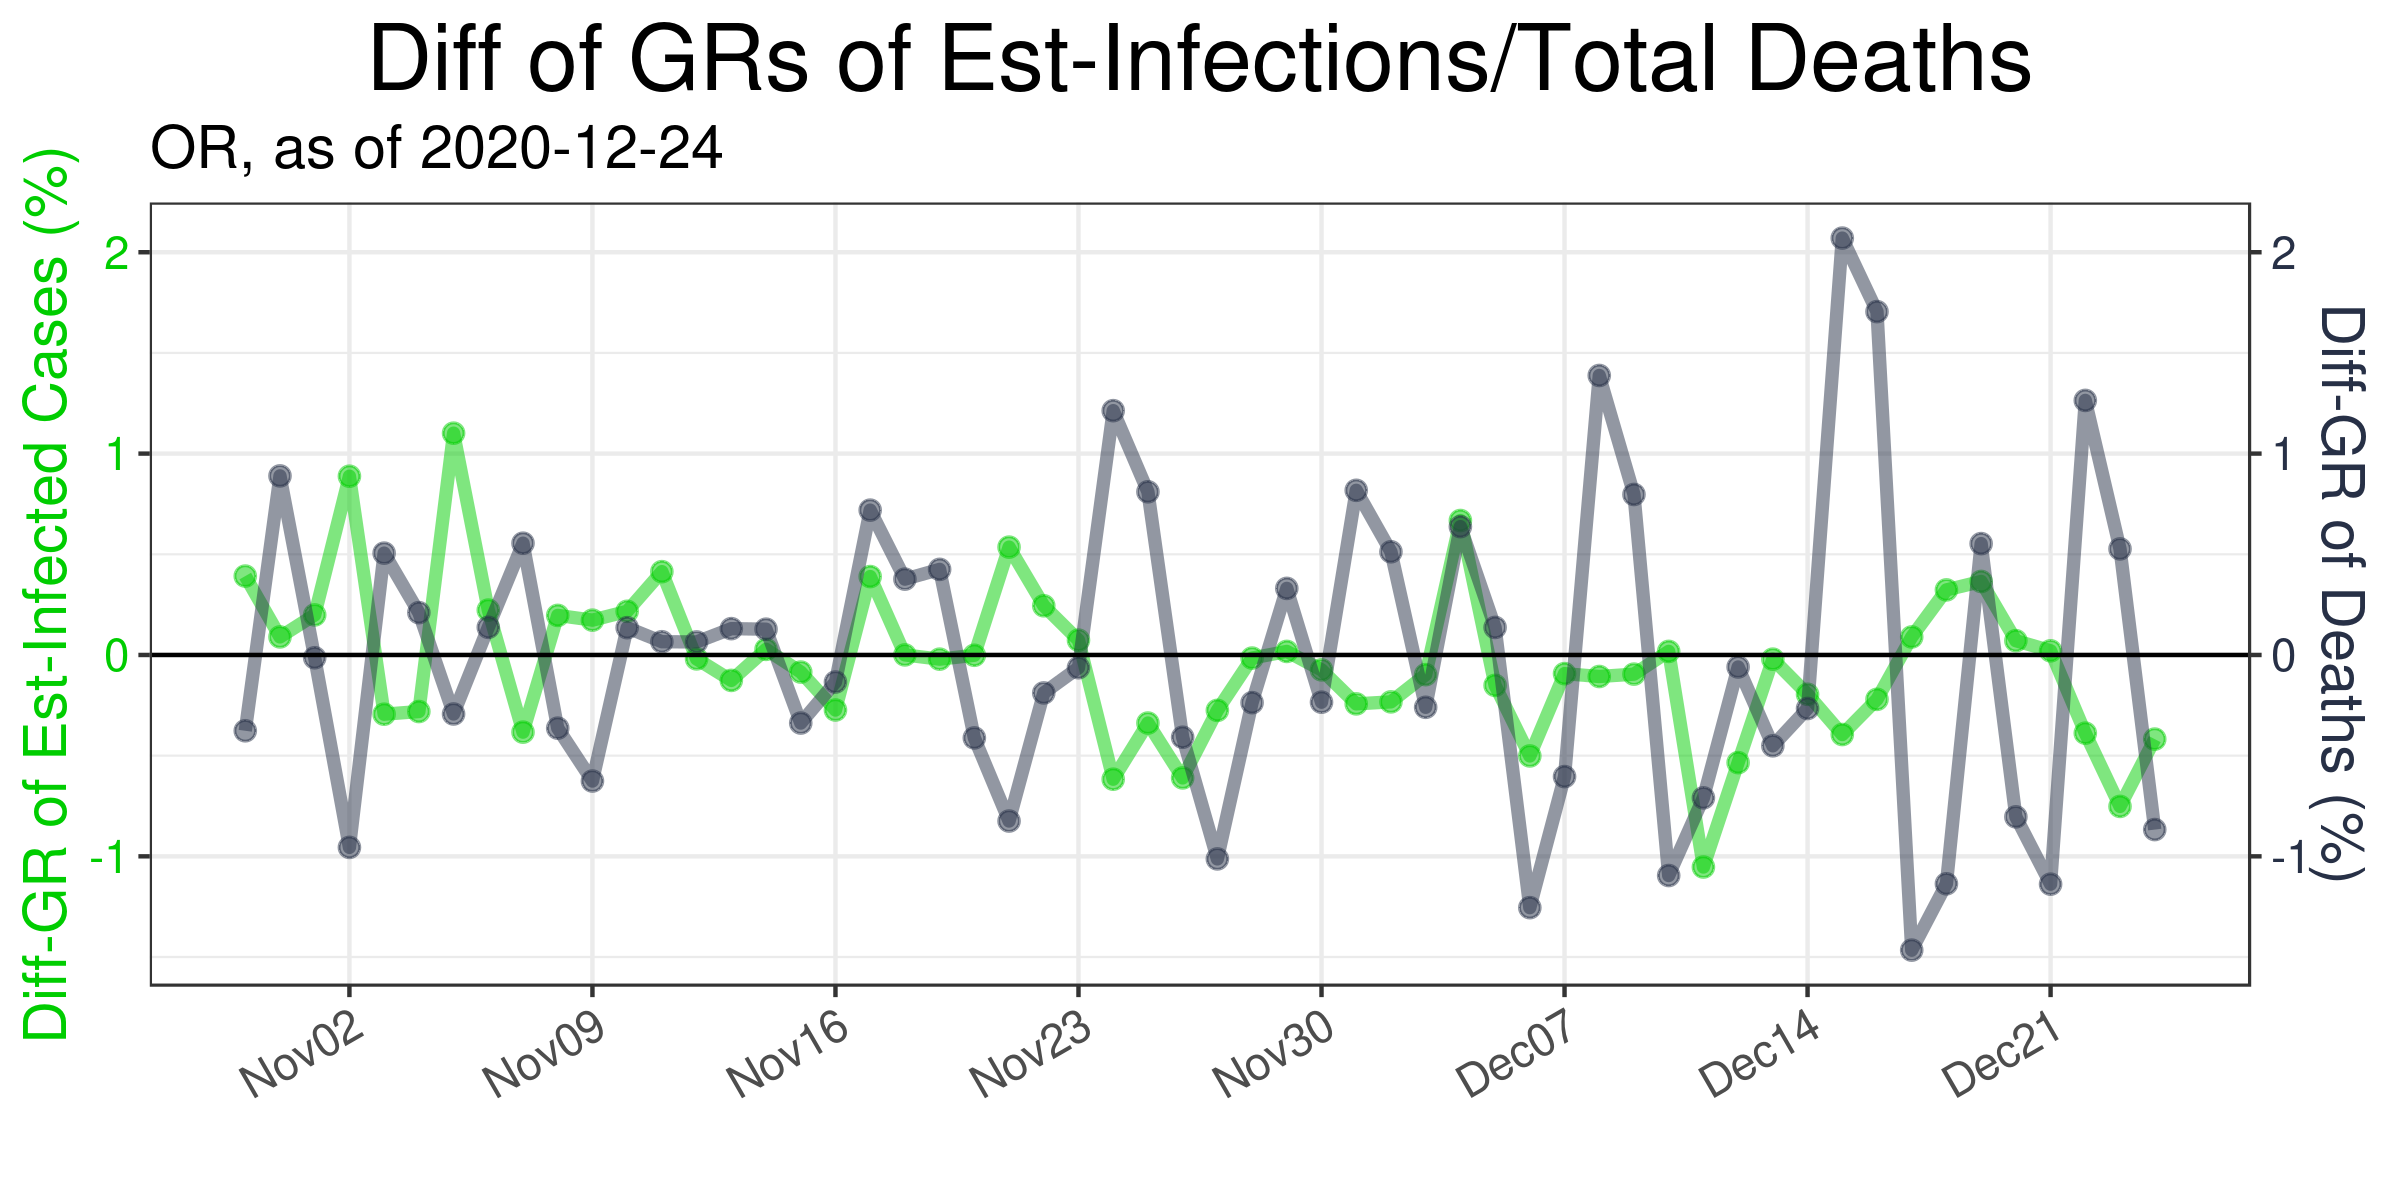 Diff of GRs of Est-Infections/Total Deaths
OR, as of 2020-12-24
Diff-GR of Est-Infected Cases (%)
2
1
0
-1
2
1
0
-1
Diff-GR of Deaths (%)
Nov02
Nov09
Nov16
Nov23
Nov30
Dec07
Dec14
Dec21